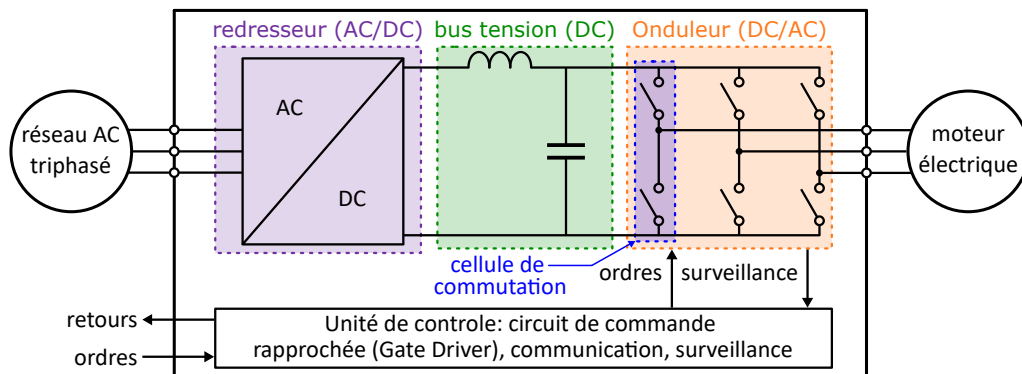 redresseur (AC/DC)
bus tension (DC)
Onduleur (DC/AC)
réseau AC
triphasé
AC
DC
moteur
électrique
cellule de
commutation
ordres
surveillance
retours
ordres
Unité de controle: circuit de commande
rapprochée (Gate Driver), communication, surveillance